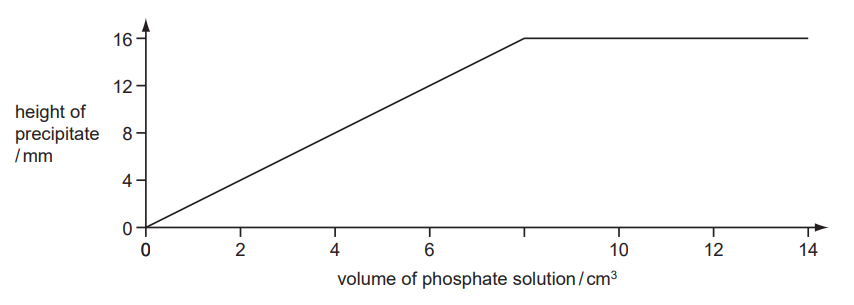 16
12
height of
precipitate
/ mm
8
4
0
0 2 4 6 10 12 14
volume of phosphate solution / cm³